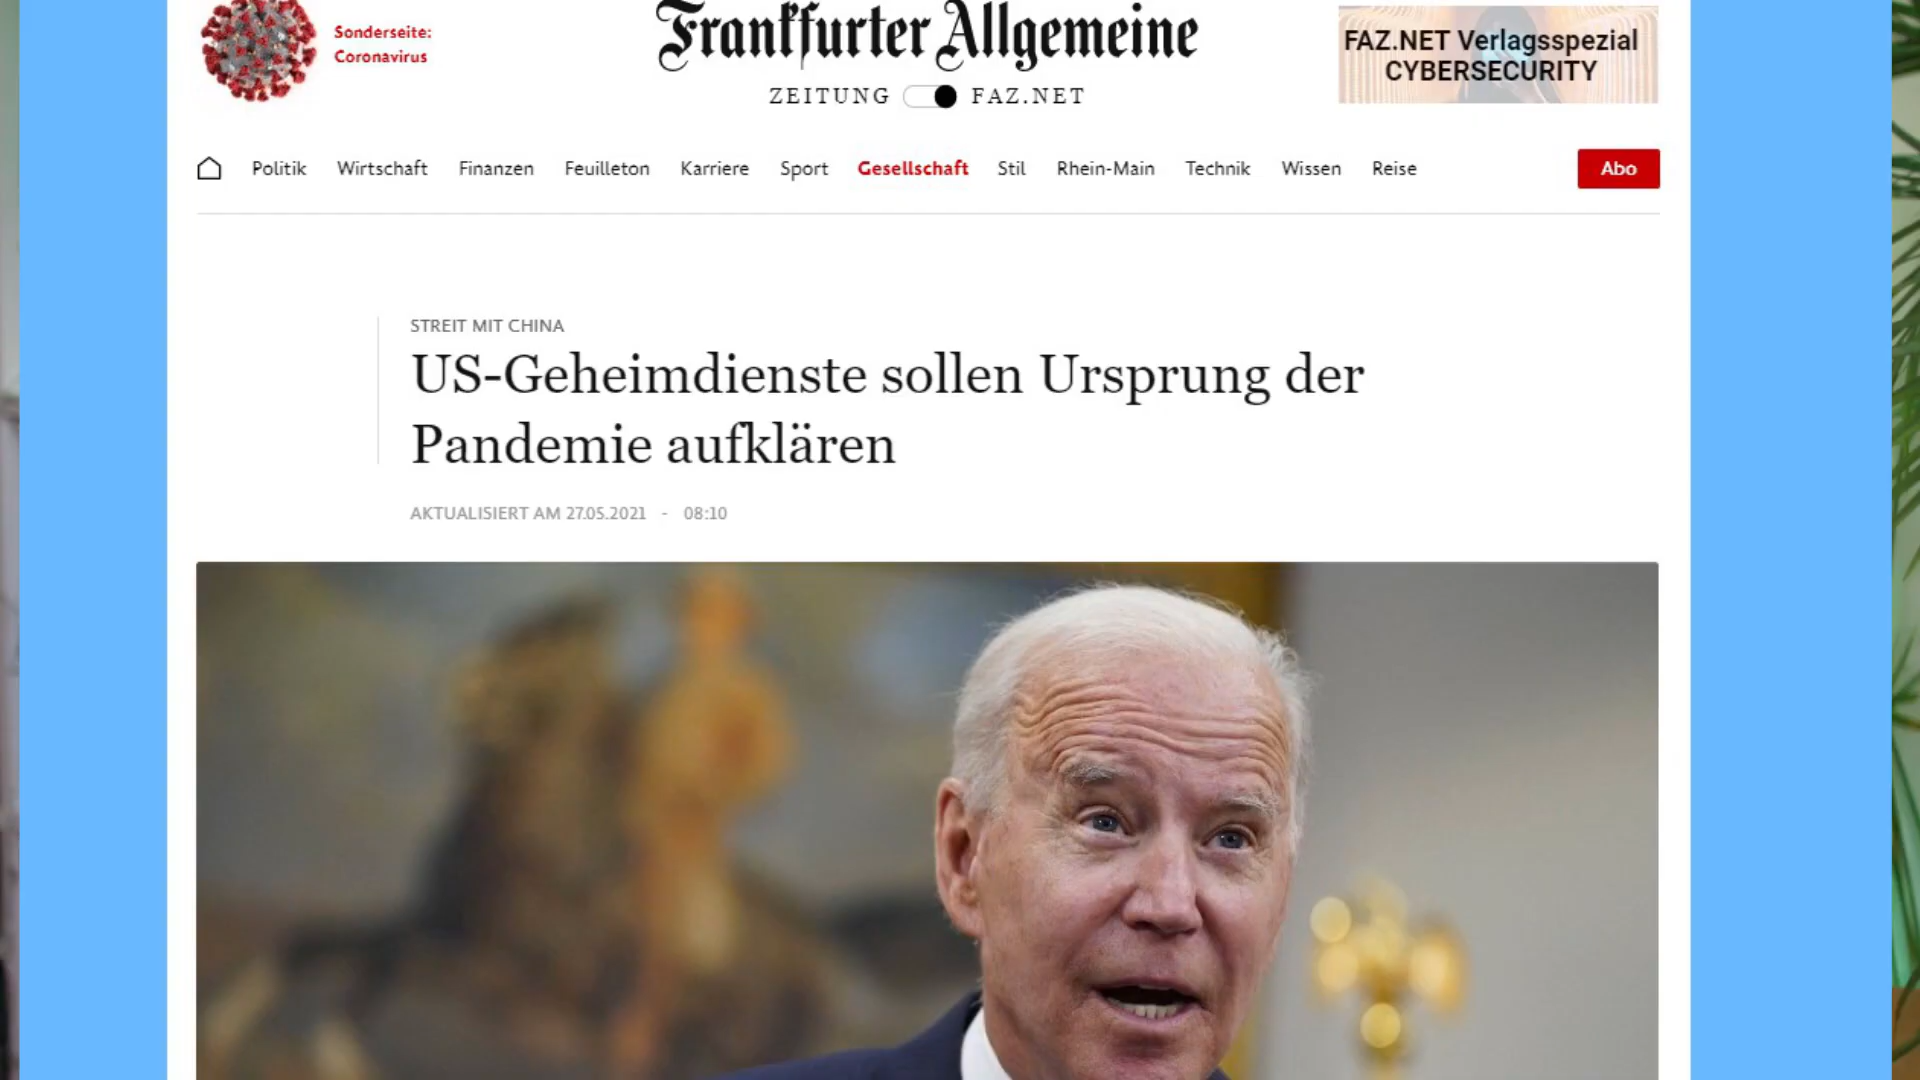 Sonderseite:
Coronavirus
Frankfurter Allgemeine
ZEITUNG FAZ.NET
FAZ.NET Verlagsspezial
CYBERSECURITY
Politik Wirtschaft Finanzen Feuilleton Karriere Sport Gesellschaft Stil Rhein-Main Technik Wissen Reise Abo
STREIT MIT CHINA
US-Geheimdienste sollen Ursprung der
Pandemie aufklären
AKTUALISIERT AM 27.05.2021 - 08:10